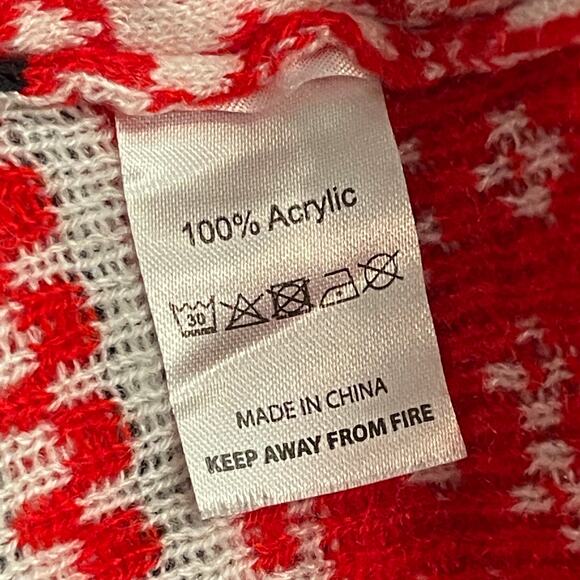 100% Acrylic
30
MADE IN CHINA
KEEP AWAY FROM FIRE